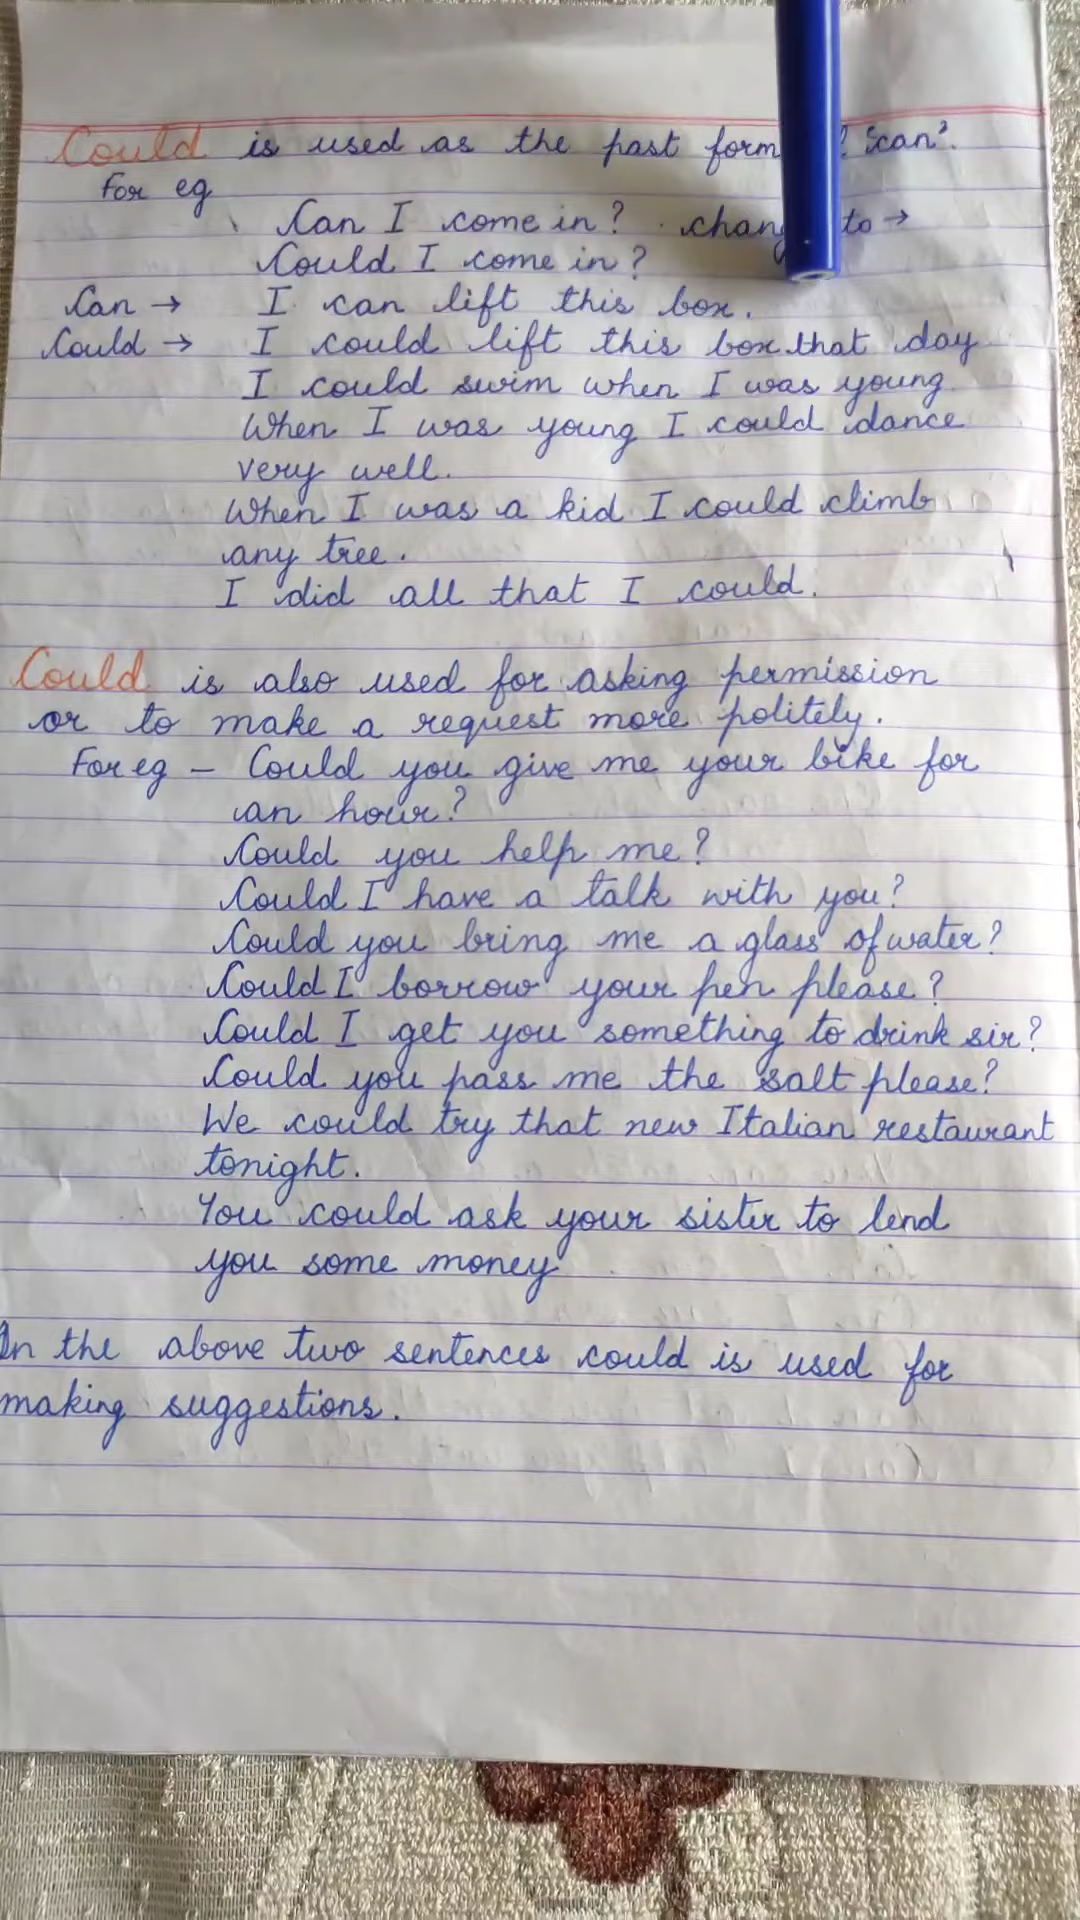 Could is used as the past form 'can'.
For eg
Can I come in? to →
Could I come in?
Can → I can lift this box.
Could → I could lift this box that day
I could swim when I was young.
When I was young I could dance
very well.
When I was a kid I could climb
any tree.
I did all that I could.
Could is also used for asking permission
or to make a request more politely.
For eg – Could you give me your bike for
an hour?
Could you help me?
Could I have a talk with you?
Could you bring me a glass of water?
Could I borrow your pen please?
Could I get you something to drink sir?
Could you pass me the salt please?
We could try that new Italian restaurant
tonight.
You could ask your sister to lend
you some money
In the above two sentences could is used for
making suggestions.